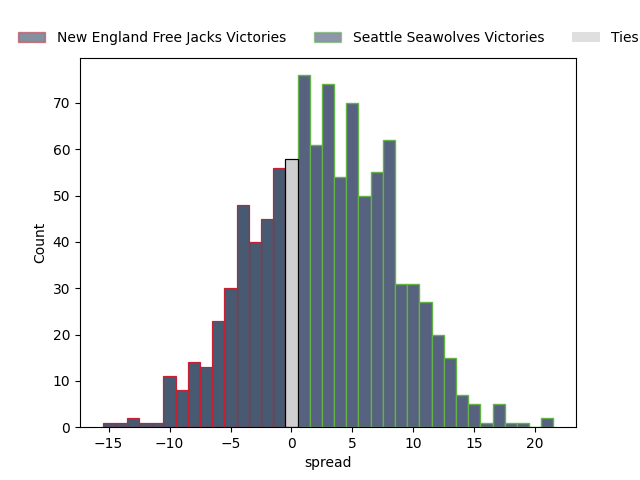 New England Free Jacks Victories Seattle Seawolves Victories Ties
70
60
50
40
30
20
10
0
Count
−15 −10 −5 0 5 10 15 20
spread